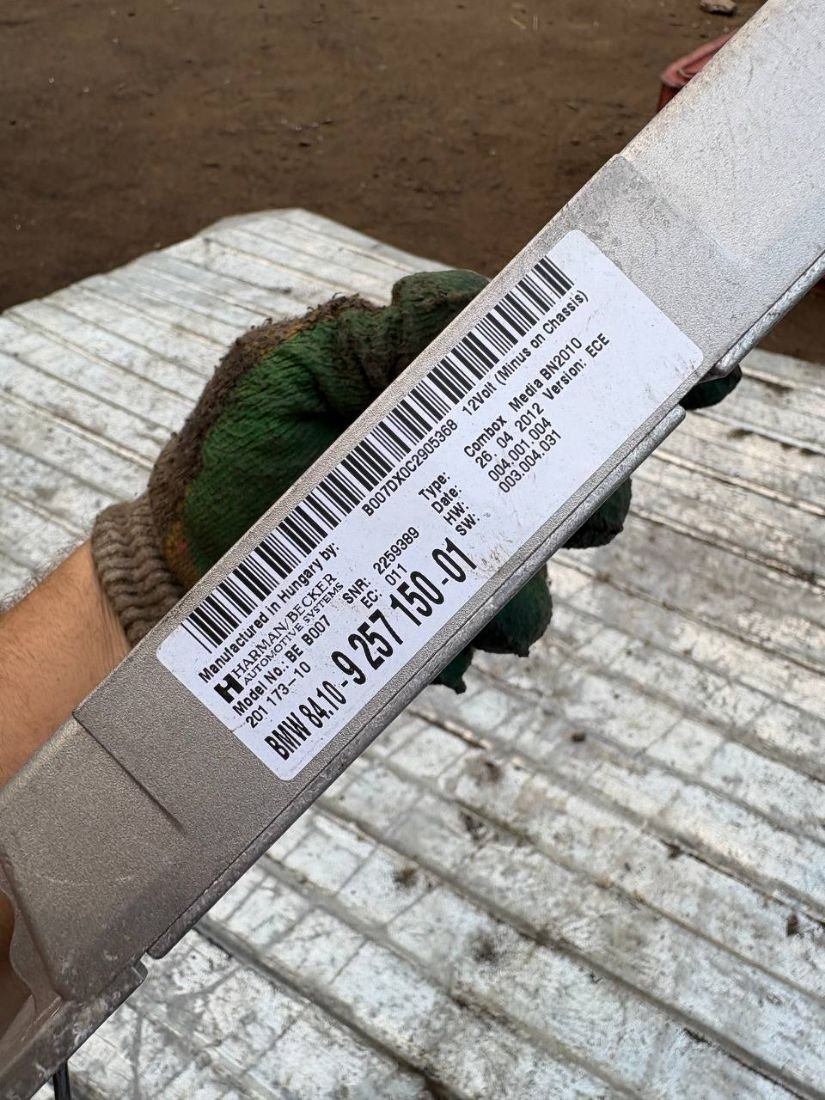 B007DX0C2905368 12Volt (Minus on Chassis)
Manufactured in Hungary by:
HARMAN/BECKER
AUTOMOTIVE SYSTEMS
Model No.: BE B007
201 173-10
SNR: 2259389
EC: 011
Type: Combox Media BN2010
Date: 26 04 2012 Version: ECE
HW: 004.001.004
SW: 003.004.031
BMW 84.10-9 257 150-01